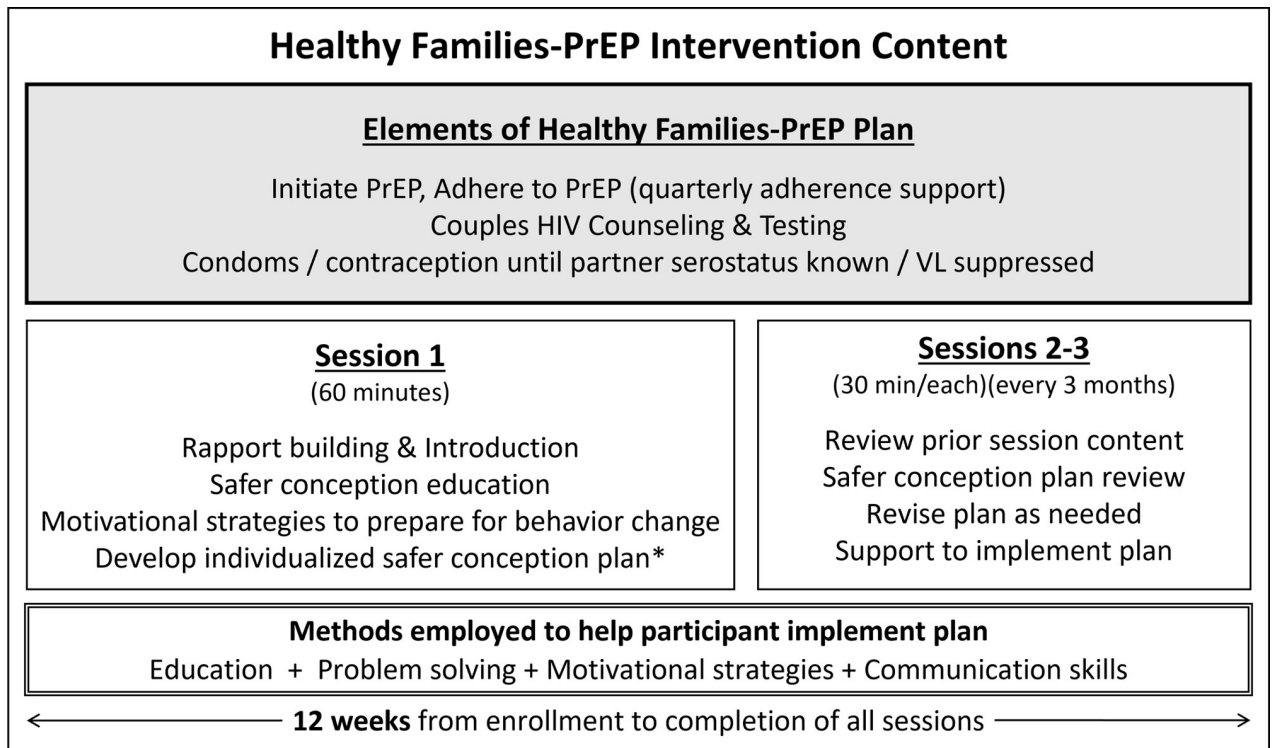 Healthy Families-PrEP Intervention Content
Elements of Healthy Families-PrEP Plan
Initiate PrEP, Adhere to PrEP (quarterly adherence support)
Couples HIV Counseling & Testing
Condoms / contraception until partner serostatus known / VL suppressed
Session 1
(60 minutes)
Rapport building & Introduction
Safer conception education
Motivational strategies to prepare for behavior change
Develop individualized safer conception plan*
Sessions 2-3
(30 min/each)(every 3 months)
Review prior session content
Safer conception plan review
Revise plan as needed
Support to implement plan
Methods employed to help participant implement plan
Education + Problem solving + Motivational strategies + Communication skills
12 weeks from enrollment to completion of all sessions